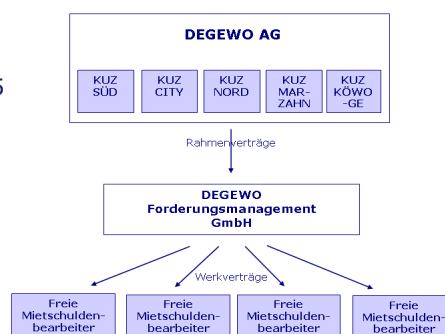 DEGEWO AG
KUZ SÜD
KUZ CITY
KUZ NORD
KUZ MAR-ZAHN
KUZ KÖWO-GE
Rahmenverträge
DEGEWO
Forderungsmanagement
GmbH
Werkverträge
Freie
Mietschulden-
bearbeiter
Freie
Mietschulden-
bearbeiter
Freie
Mietschulden-
bearbeiter
Freie
Mietschulden-
bearbeiter